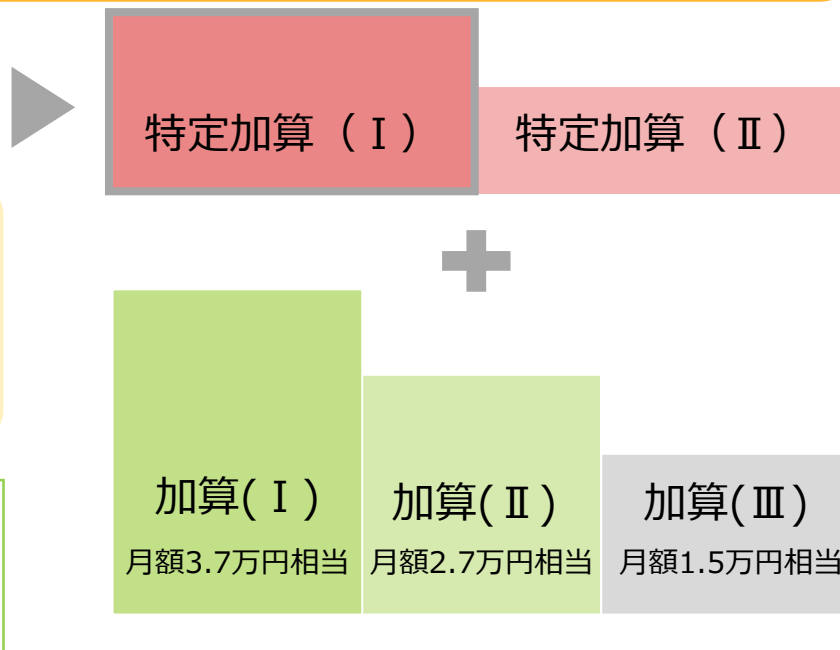 特定加算（Ⅰ）
特定加算（Ⅱ）
加算(Ⅰ)
月額3.7万円相当
加算(Ⅱ)
月額2.7万円相当
加算(Ⅲ)
月額1.5万円相当